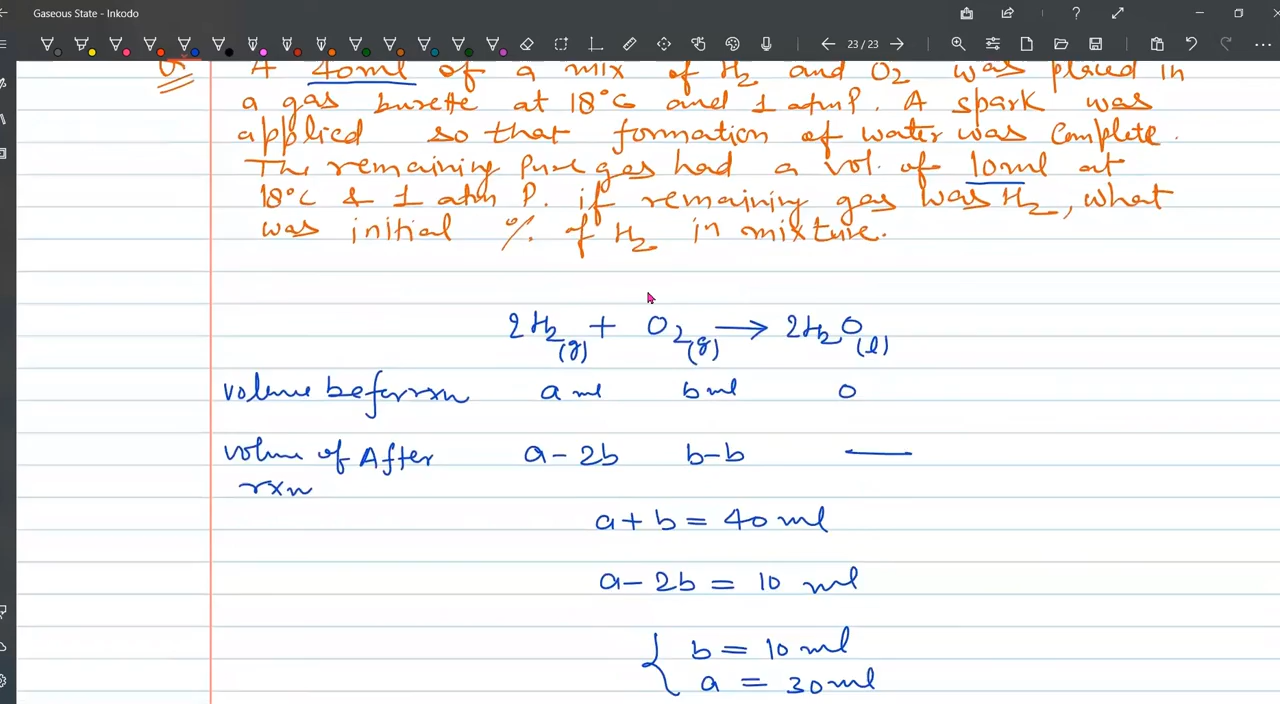 Gaseous State - Inkodo
23/23
Q.
A 40ml of a mix of H₂ and O₂ was placed in
a gas burette at 18°C and 1 atm P. A spark was
applied so that formation of water was complete.
The remaining pure gas had a vol. of 10ml at
18°C & 1 atm P. if remaining gas was H₂, what
was initial % of H₂ in mixture.
2H₂(g) + O₂(g) → 2H₂O(l)
volume before rxn a ml b ml 0
volume of After a - 2b b - b —
rxn
a + b = 40 ml
a - 2b = 10 ml
b = 10 ml
a = 30 ml